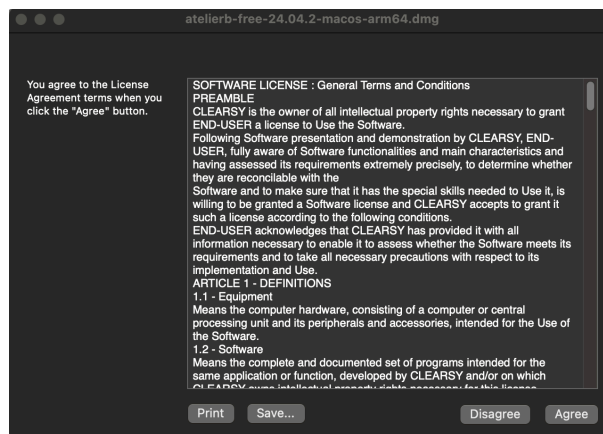 atelierb-free-24.04.2-macos-arm64.dmg
You agree to the License
Agreement terms when you
click the "Agree" button.
SOFTWARE LICENSE : General Terms and Conditions
PREAMBLE
CLEARSY is the owner of all intellectual property rights necessary to grant
END-USER a license to Use the Software.
Following Software presentation and demonstration by CLEARSY, END-
USER, fully aware of Software functionalities and main characteristics and
having assessed its requirements extremely precisely, to determine whether
they are reconcilable with the
Software and to make sure that it has the special skills needed to Use it, is
willing to be granted a Software license and CLEARSY accepts to grant it
such a license according to the following conditions.
END-USER acknowledges that CLEARSY has provided it with all
information necessary to enable it to assess whether the Software meets its
requirements and to take all necessary precautions with respect to its
implementation and Use.
ARTICLE 1 - DEFINITIONS
1.1 - Equipment
Means the computer hardware, consisting of a computer or central
processing unit and its peripherals and accessories, intended for the Use of
the Software.
1.2 - Software
Means the complete and documented set of programs intended for the
same application or function, developed by CLEARSY and/or on which
CLEARSY owns intellectual property rights necessary for this license
Print
Save...
Disagree
Agree